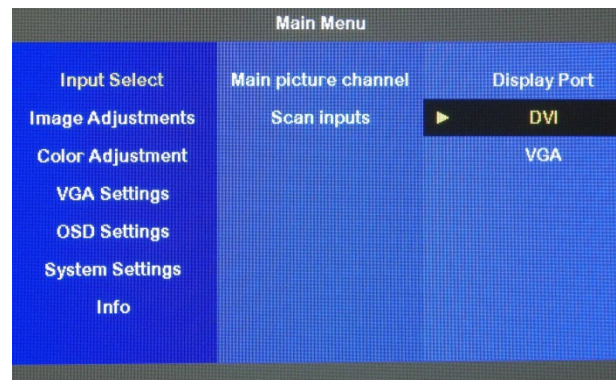 Main Menu
Input Select
Image Adjustments
Color Adjustment
VGA Settings
OSD Settings
System Settings
Info
Main picture channel
Scan inputs
Display Port
DVI
VGA